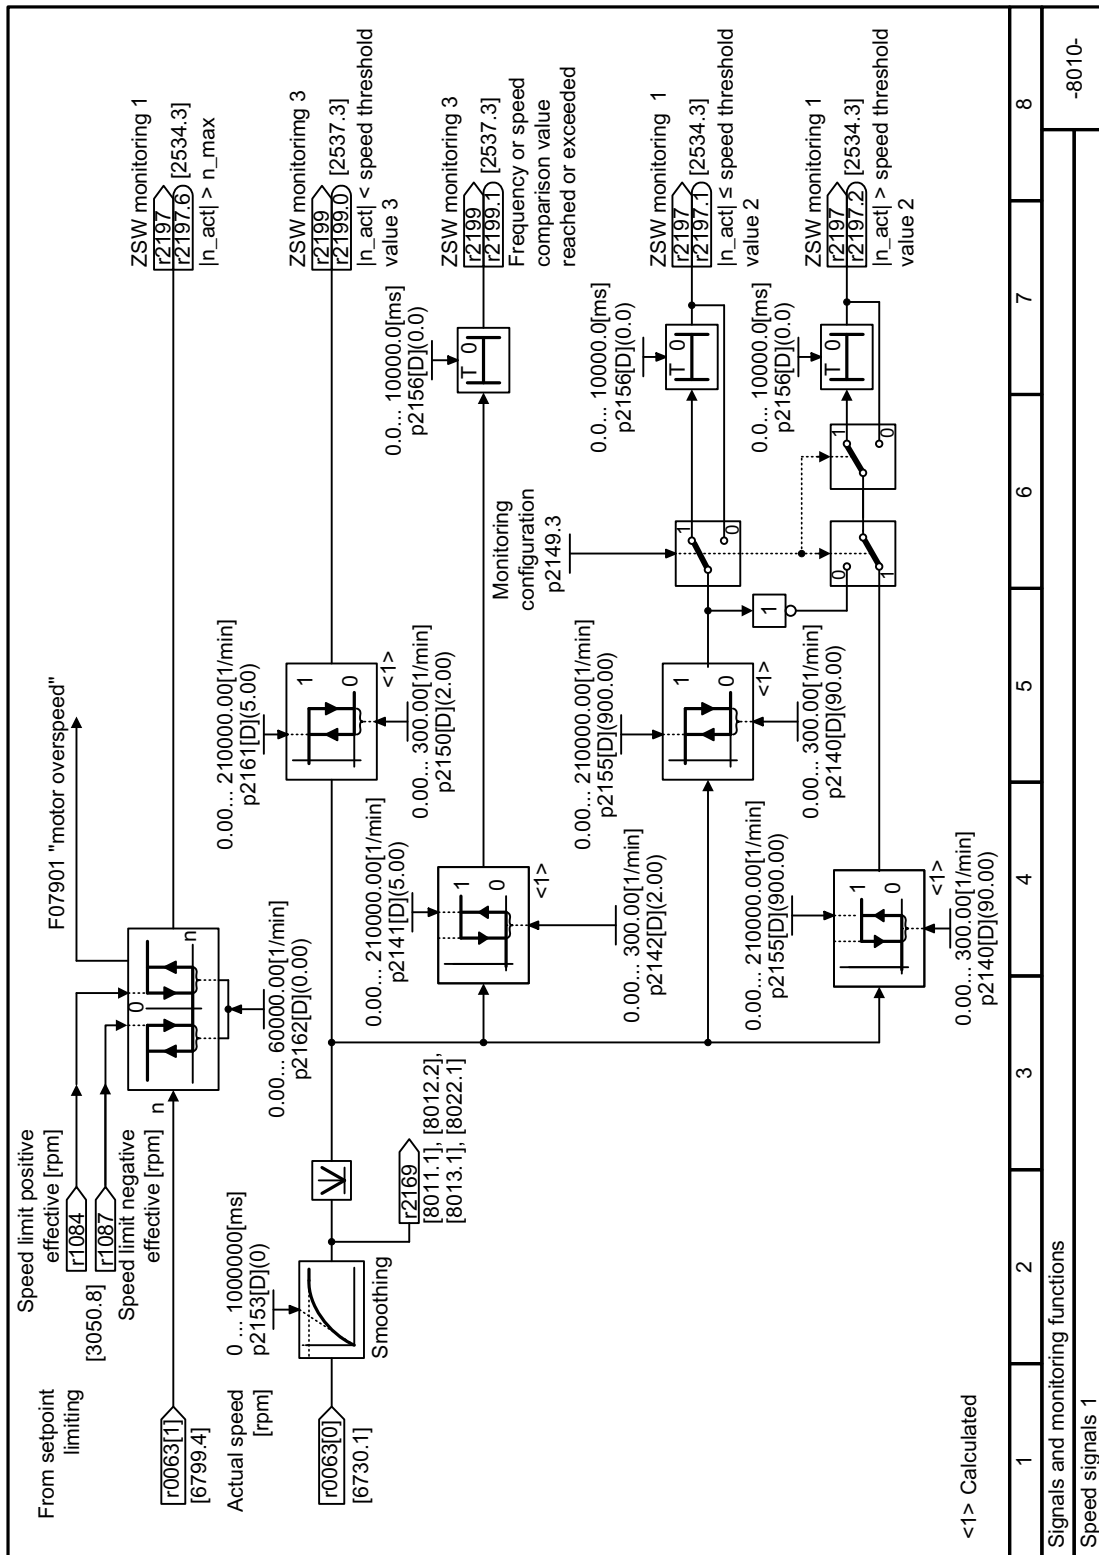 From setpoint
limiting
Speed limit positive
effective [rpm]
r1084
[3050.8]
r1087
Speed limit negative
effective [rpm]
r0063[1]
[6799.4]
n
0
n
0.00... 60000.00[1/min]
p2162[D](0.00)
F07901 "motor overspeed"
ZSW monitoring 1
r2197
r2197.6
[2534.3]
|n_act| > n_max
Actual speed
[rpm]
r0063[0]
[6730.1]
0 ... 1000000[ms]
p2153[D](0)
Smoothing
r2169
[8011.1], [8012.2],
[8013.1], [8022.1]
0.00... 210000.00[1/min]
p2161[D](5.00)
1
0
<1>
0.00... 300.00[1/min]
p2150[D](2.00)
ZSW monitorimg 3
r2199
r2199.0
[2537.3]
|n_act| < speed threshold
value 3
0.00... 210000.00[1/min]
p2141[D](5.00)
1
0
<1>
0.00... 300.00[1/min]
p2142[D](2.00)
0.0... 10000.0[ms]
p2156[D](0.0)
T
0
ZSW monitoring 3
r2199
r2199.1
[2537.3]
Frequency or speed
comparison value
reached or exceeded
Monitoring
configuration
p2149.3
0.00... 210000.00[1/min]
p2155[D](900.00)
1
0
<1>
0.00... 300.00[1/min]
p2140[D](90.00)
1
0
0.0... 10000.0[ms]
p2156[D](0.0)
T
0
ZSW monitoring 1
r2197
r2197.1
[2534.3]
|n_act| ≤ speed threshold
value 2
1
0.00... 210000.00[1/min]
p2155[D](900.00)
1
0
<1>
0.00... 300.00[1/min]
p2140[D](90.00)
0
1
1
0
0.0... 10000.0[ms]
p2156[D](0.0)
T
0
ZSW monitoring 1
r2197
r2197.2
[2534.3]
|n_act| > speed threshold
value 2
<1> Calculated
1
2
3
4
5
6
7
8
Signals and monitoring functions
Speed signals 1
-8010-